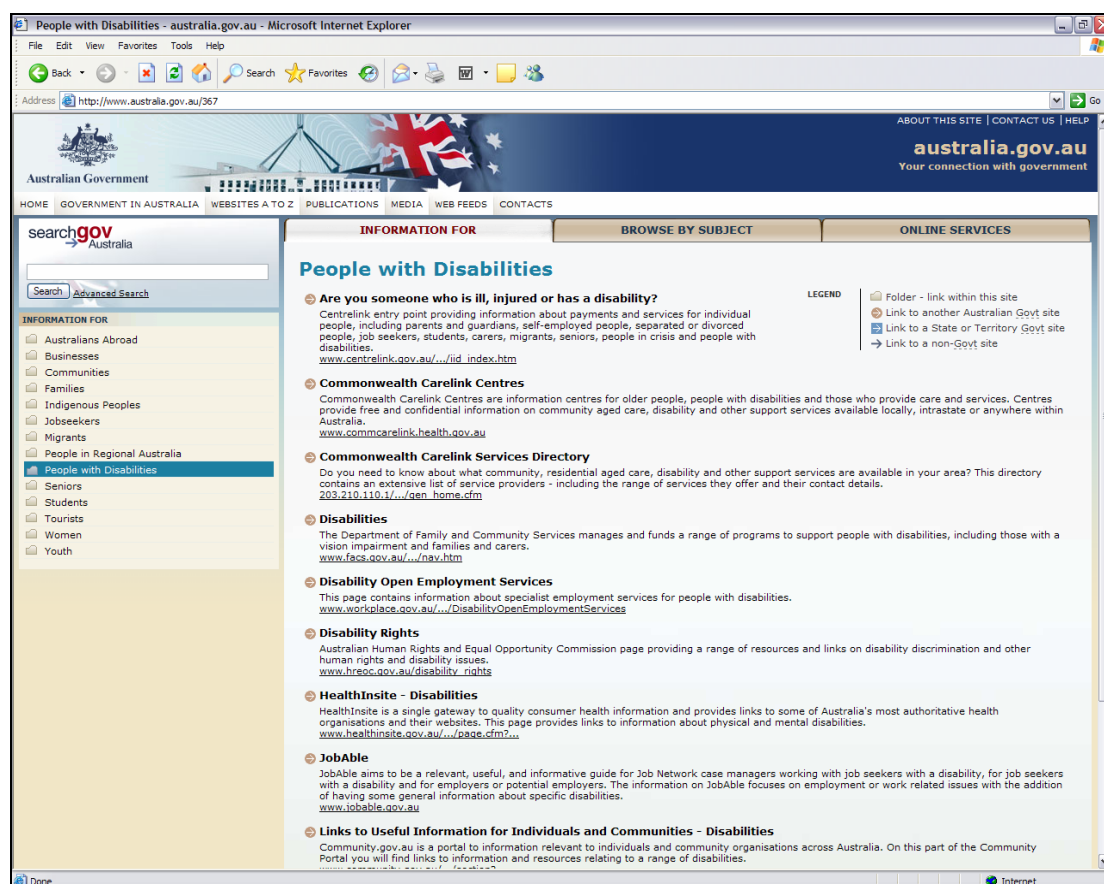 People with Disabilities - australia.gov.au - Microsoft Internet Explorer
File Edit View Favorites Tools Help
Back Search Favorites
Address http://www.australia.gov.au/367 Go
ABOUT THIS SITE | CONTACT US | HELP
australia.gov.au
Your connection with government
Australian Government
HOME GOVERNMENT IN AUSTRALIA WEBSITES A TO Z PUBLICATIONS MEDIA WEB FEEDS CONTACTS
searchgov
Australia
Search Advanced Search
INFORMATION FOR
Australians Abroad
Businesses
Communities
Families
Indigenous Peoples
Jobseekers
Migrants
People in Regional Australia
People with Disabilities
Seniors
Students
Tourists
Women
Youth
INFORMATION FOR BROWSE BY SUBJECT ONLINE SERVICES
People with Disabilities
LEGEND
Folder - link within this site
Link to another Australian Govt site
Link to a State or Territory Govt site
Link to a non-Govt site
Are you someone who is ill, injured or has a disability?
Centrelink entry point providing information about payments and services for individual
people, including parents and guardians, self-employed people, separated or divorced
people, job seekers, students, carers, migrants, seniors, people in crisis and people with
disabilities.
www.centrelink.gov.au/.../iid_index.htm
Commonwealth Carelink Centres
Commonwealth Carelink Centres are information centres for older people, people with disabilities and those who provide care and services. Centres
provide free and confidential information on community aged care, disability and other support services available locally, intrastate or anywhere within
Australia.
www.commcarelink.health.gov.au
Commonwealth Carelink Services Directory
Do you need to know about what community, residential aged care, disability and other support services are available in your area? This directory
contains an extensive list of service providers - including the range of services they offer and their contact details.
203.210.110.1/.../gen_home.cfm
Disabilities
The Department of Family and Community Services manages and funds a range of programs to support people with disabilities, including those with a
vision impairment and families and carers.
www.facs.gov.au/.../nav.htm
Disability Open Employment Services
This page contains information about specialist employment services for people with disabilities.
www.workplace.gov.au/.../DisabilityOpenEmploymentServices
Disability Rights
Australian Human Rights and Equal Opportunity Commission page providing a range of resources and links on disability discrimination and other
human rights and disability issues.
www.hreoc.gov.au/disability_rights
HealthInsite - Disabilities
HealthInsite is a single gateway to quality consumer health information and provides links to some of Australia's most authoritative health
organisations and their websites. This page provides links to information about physical and mental disabilities.
www.healthinsite.gov.au/.../page.cfm?...
JobAble
JobAble aims to be a relevant, useful, and informative guide for Job Network case managers working with job seekers with a disability, for job seekers
with a disability and for employers or potential employers. The information on JobAble focuses on employment or work related issues with the addition
of having some general information about specific disabilities.
www.jobable.gov.au
Links to Useful Information for Individuals and Communities - Disabilities
Community.gov.au is a portal to information relevant to individuals and community organisations across Australia. On this part of the Community
Portal you will find links to information and resources relating to a range of disabilities.
Done Internet